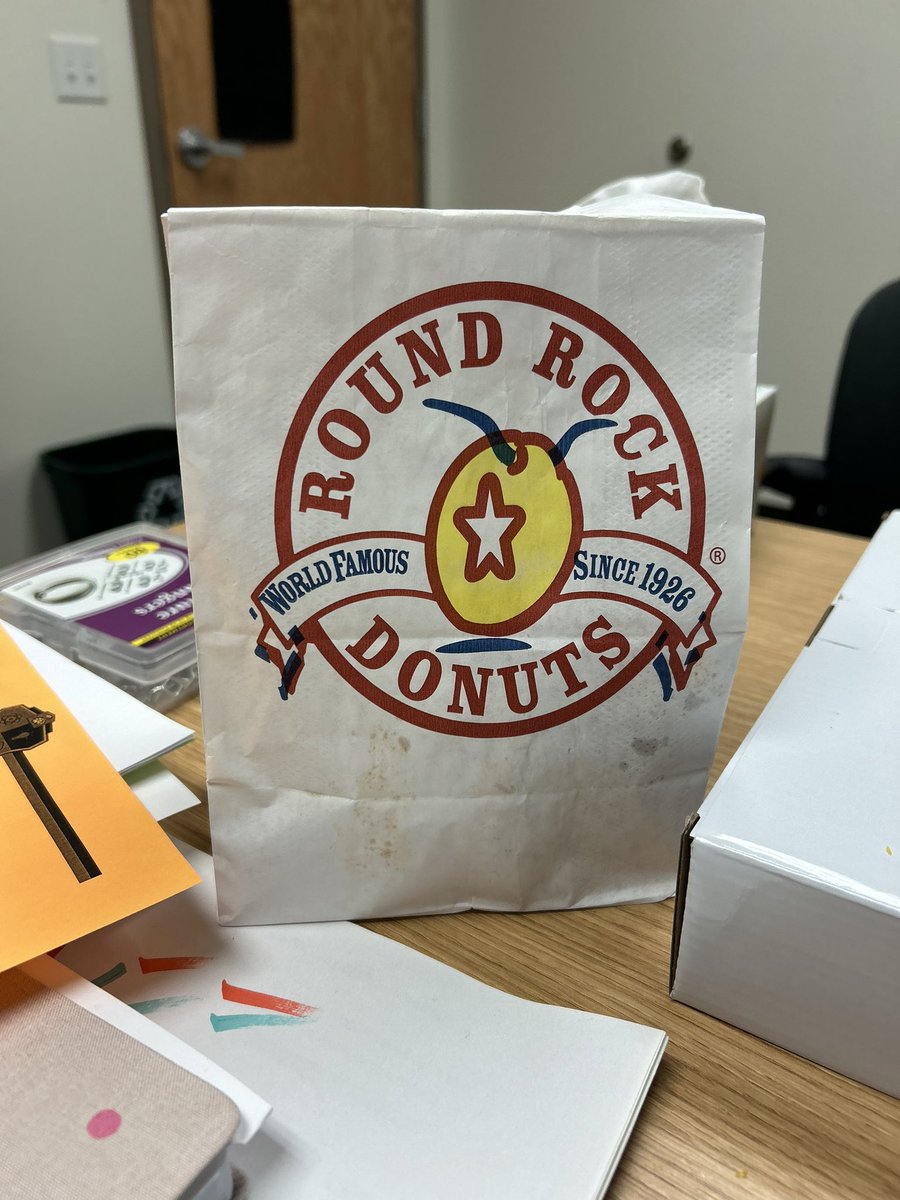 ROUND ROCK
WORLD FAMOUS
SINCE 1926
DONUTS
®